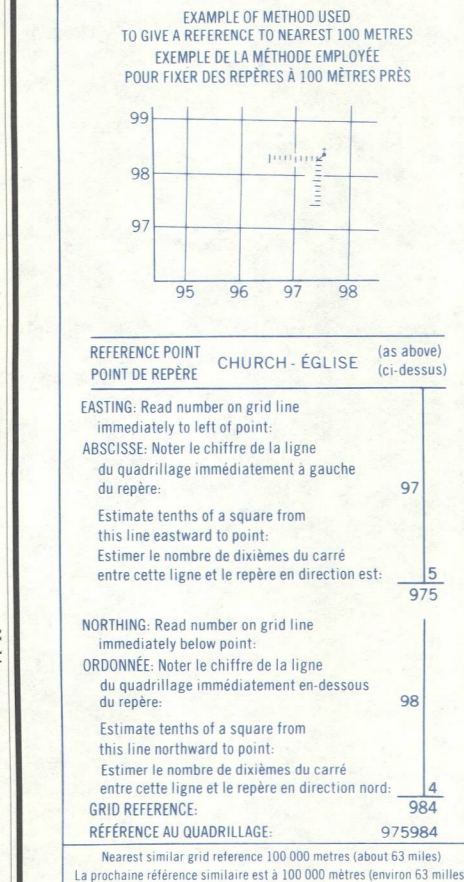 EXAMPLE OF METHOD USED
TO GIVE A REFERENCE TO NEAREST 100 METRES
EXEMPLE DE LA MÉTHODE EMPLOYÉE
POUR FIXER DES REPÈRES À 100 MÈTRES PRÈS
99
98
97
95 96 97 98
REFERENCE POINT
POINT DE REPÈRE
CHURCH - ÉGLISE
(as above)
(ci-dessus)
EASTING: Read number on grid line
immediately to left of point:
ABSCISSE: Noter le chiffre de la ligne
du quadrillage immédiatement à gauche
du repère: 97
Estimate tenths of a square from
this line eastward to point:
Estimer le nombre de dixièmes du carré
entre cette ligne et le repère en direction est: 5
975
NORTHING: Read number on grid line
immediately below point:
ORDONNÉE: Noter le chiffre de la ligne
du quadrillage immédiatement en-dessous
du repère: 98
Estimate tenths of a square from
this line northward to point:
Estimer le nombre de dixièmes du carré
entre cette ligne et le repère en direction nord: 4
GRID REFERENCE: 984
RÉFÉRENCE AU QUADRILLAGE: 975984
Nearest similar grid reference 100 000 metres (about 63 miles)
La prochaine référence similaire est à 100 000 mètres (environ 63 milles